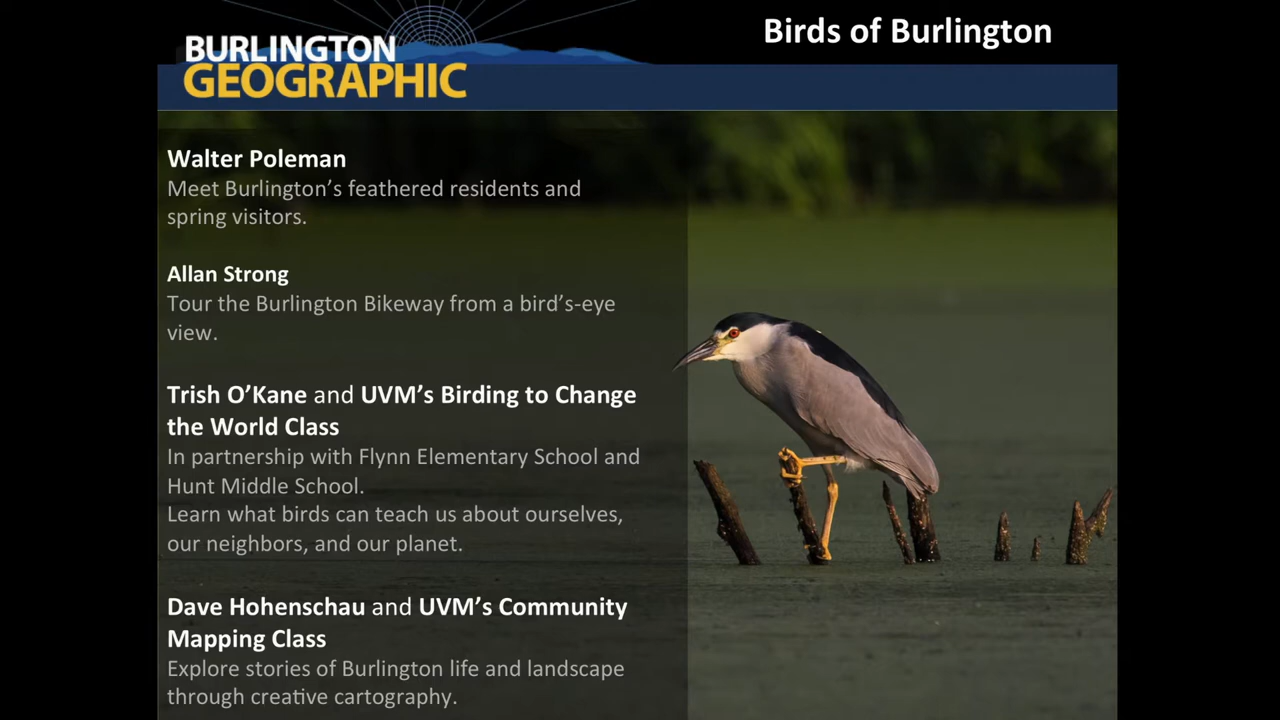 Birds of Burlington
BURLINGTON
GEOGRAPHIC
Walter Poleman
Meet Burlington’s feathered residents and
spring visitors.
Allan Strong
Tour the Burlington Bikeway from a bird’s-eye
view.
Trish O’Kane and UVM’s Birding to Change
the World Class
In partnership with Flynn Elementary School and
Hunt Middle School.
Learn what birds can teach us about ourselves,
our neighbors, and our planet.
Dave Hohenschau and UVM’s Community
Mapping Class
Explore stories of Burlington life and landscape
through creative cartography.